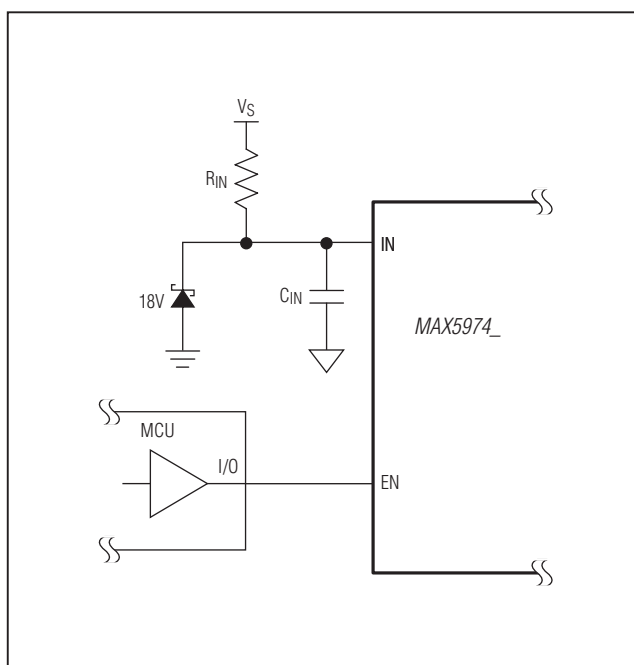 VS
RIN
IN
18V
CIN
MAX5974_
MCU
I/O
EN